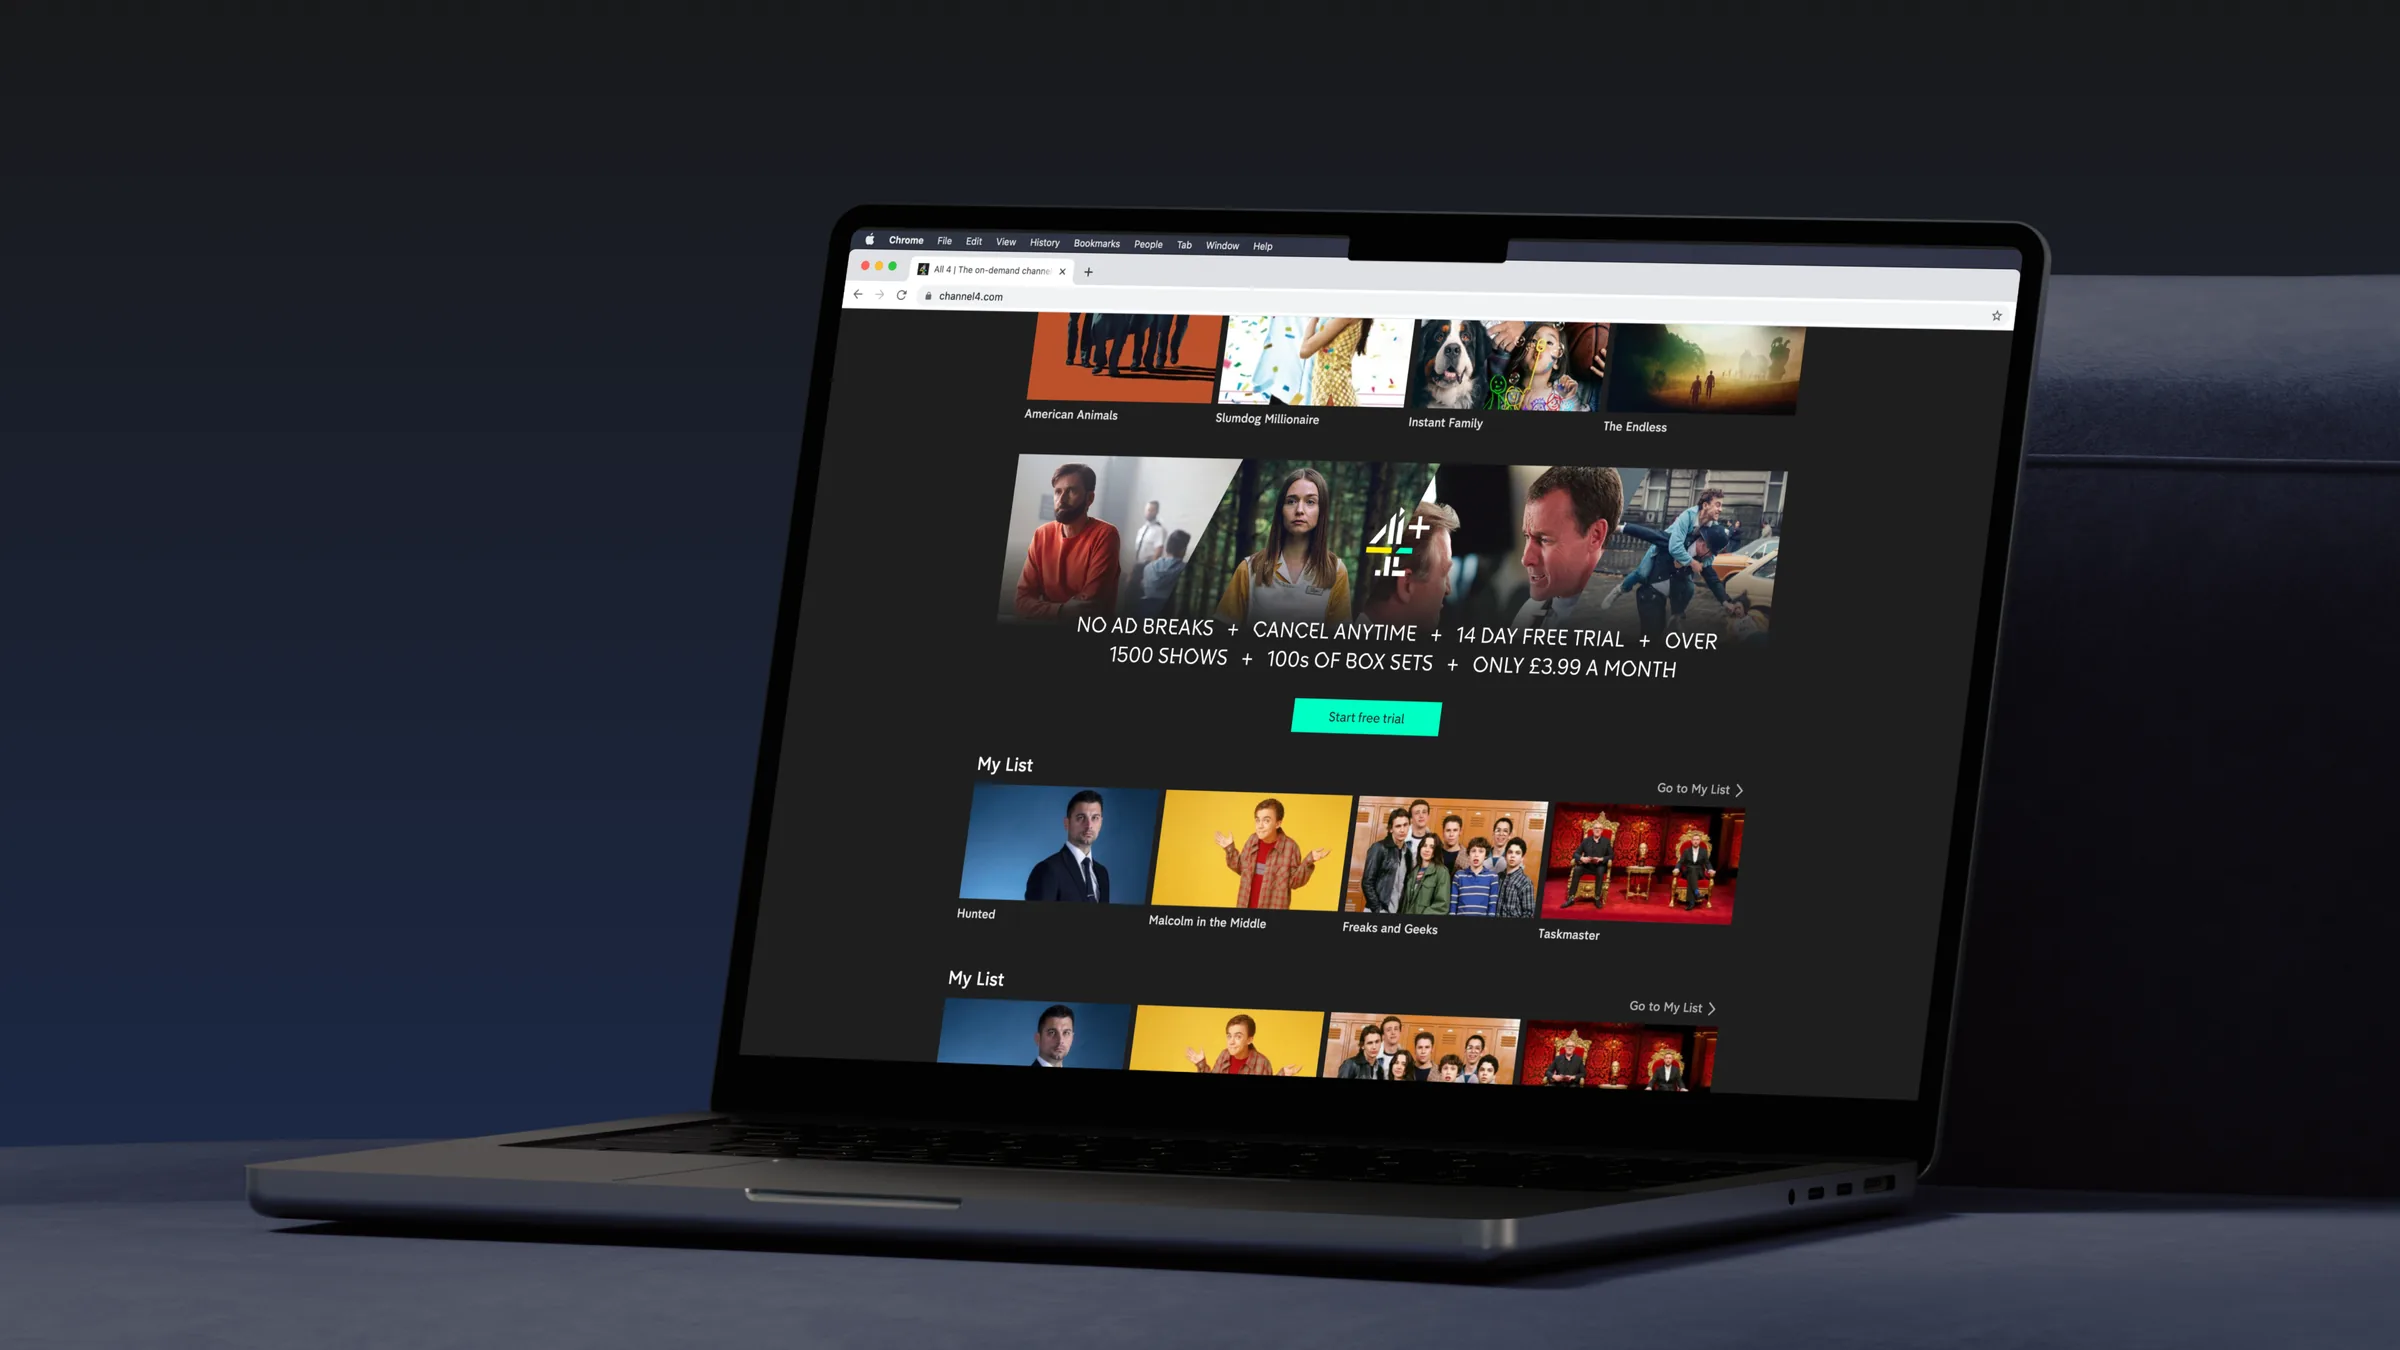 Chrome File Edit View History Bookmarks People Tab Window Help
All 4 | The on-demand channe
channel4.com
American Animals
Slumdog Millionaire
Instant Family
The Endless
NO AD BREAKS + CANCEL ANYTIME + 14 DAY FREE TRIAL + OVER
1500 SHOWS + 100s OF BOX SETS + ONLY £3.99 A MONTH
Start free trial
My List
Go to My List
Hunted
Malcolm in the Middle
Freaks and Geeks
Taskmaster
My List
Go to My List